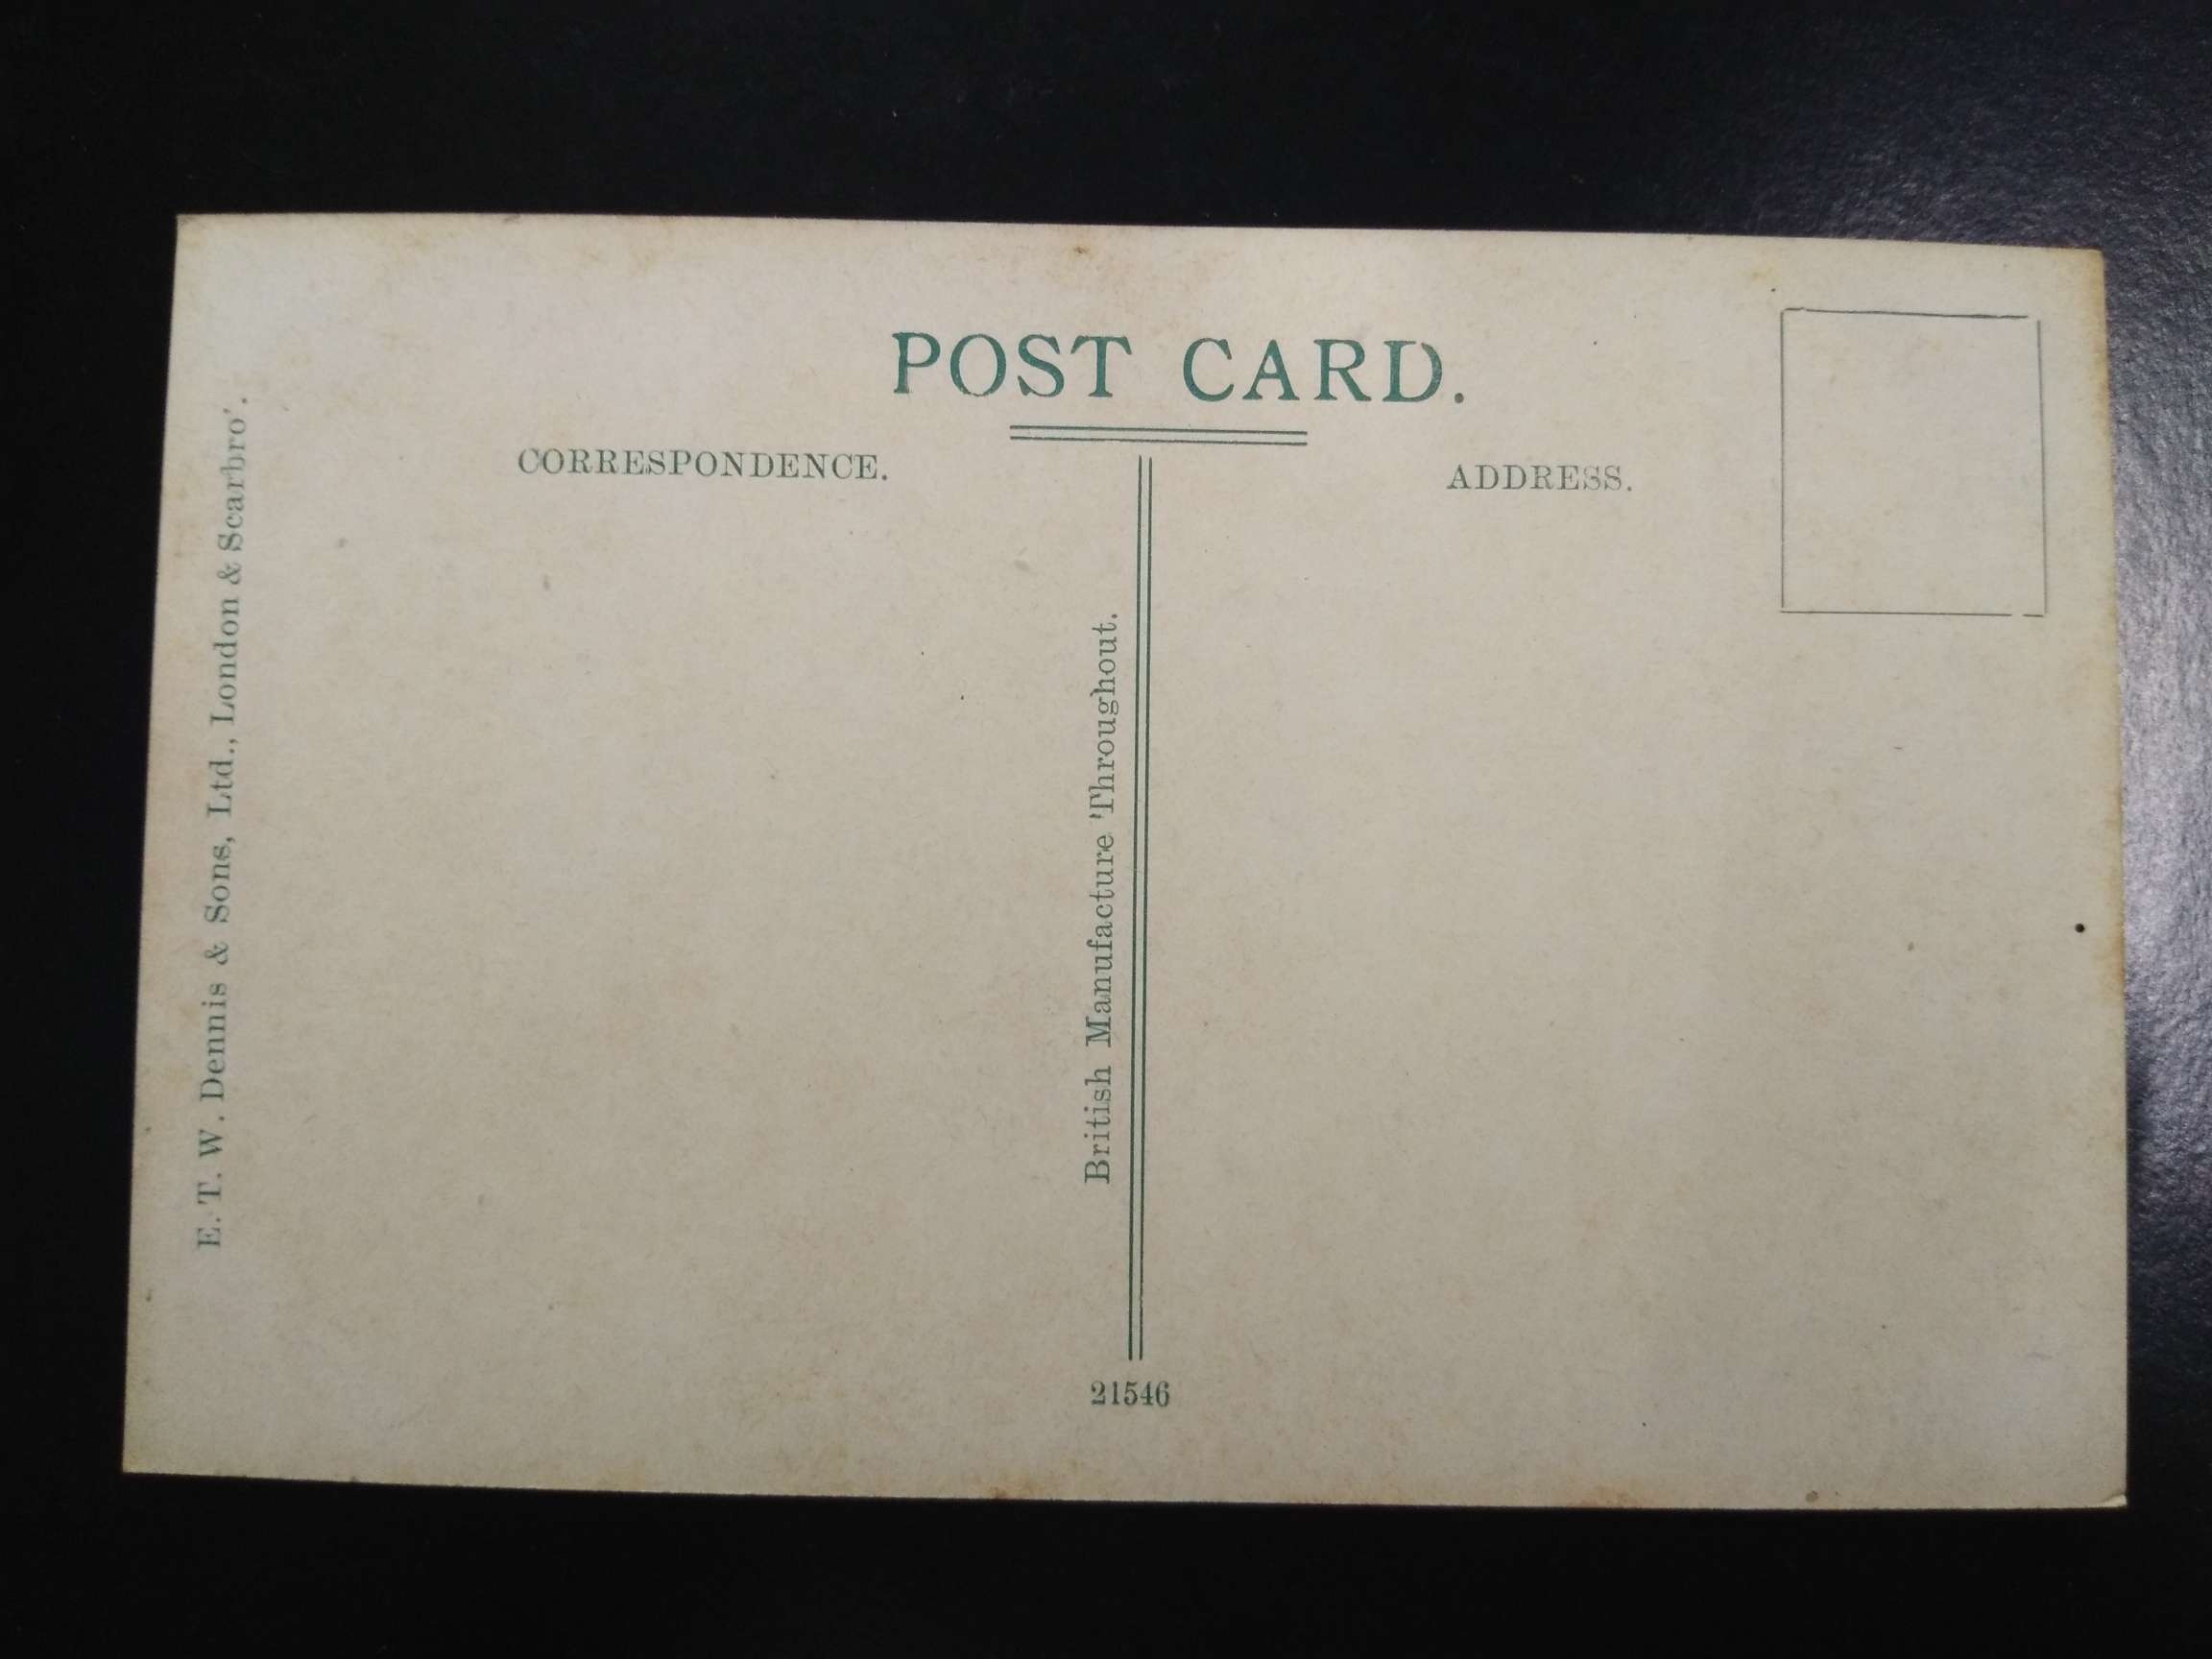 POST CARD.
CORRESPONDENCE.
ADDRESS.
E. T. W. Dennis & Sons, Ltd., London & Scarbro'.
British Manufacture Throughout.
21546